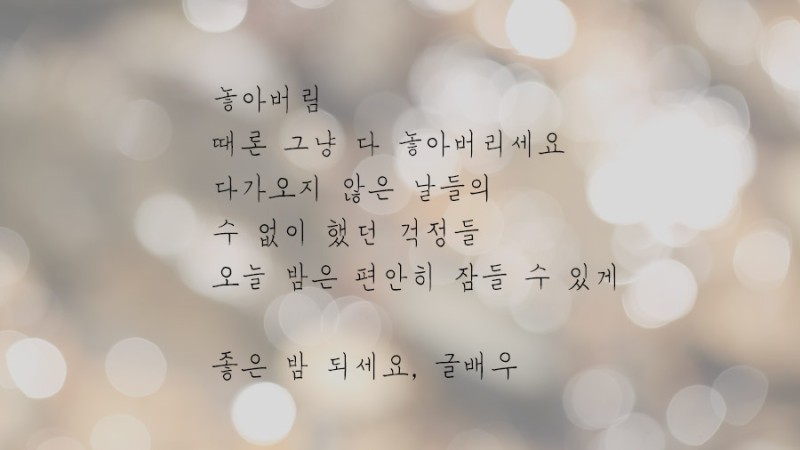 놓아버림
때론 그냥 다 놓아버리세요
다가오지 않은 날들의
수 없이 했던 걱정들
오늘 밤은 편안히 잠들 수 있게
좋은 밤 되세요, 글배우